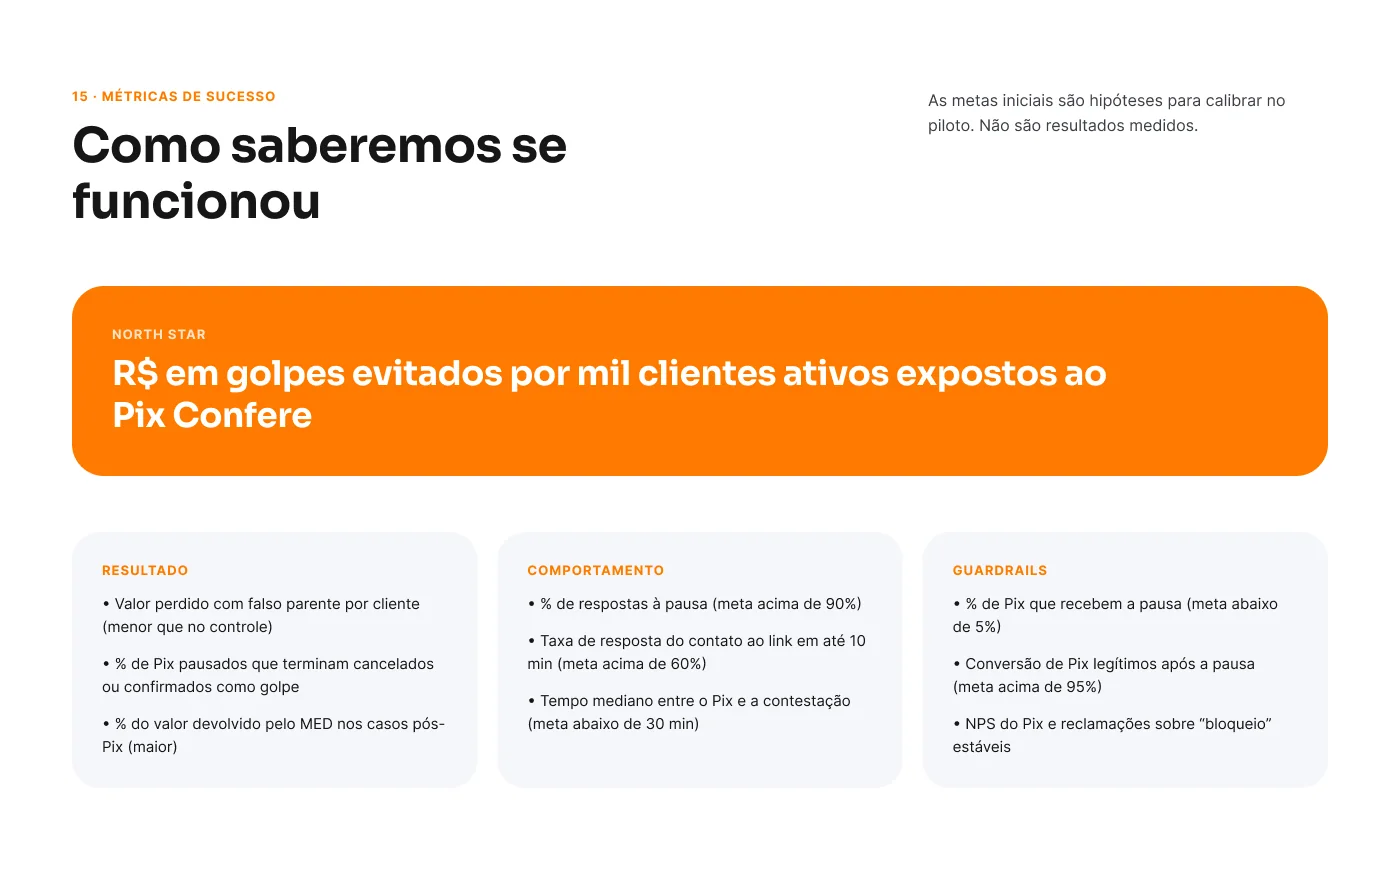 15 · MÉTRICAS DE SUCESSO
Como saberemos se
funcionou
As metas iniciais são hipóteses para calibrar no
piloto. Não são resultados medidos.
NORTH STAR
R$ em golpes evitados por mil clientes ativos expostos ao
Pix Confere
RESULTADO
• Valor perdido com falso parente por cliente
(menor que no controle)
• % de Pix pausados que terminam cancelados
ou confirmados como golpe
• % do valor devolvido pelo MED nos casos pós-
Pix (maior)
COMPORTAMENTO
• % de respostas à pausa (meta acima de 90%)
• Taxa de resposta do contato ao link em até 10
min (meta acima de 60%)
• Tempo mediano entre o Pix e a contestação
(meta abaixo de 30 min)
GUARDRAILS
• % de Pix que recebem a pausa (meta abaixo
de 5%)
• Conversão de Pix legítimos após a pausa
(meta acima de 95%)
• NPS do Pix e reclamações sobre “bloqueio”
estáveis